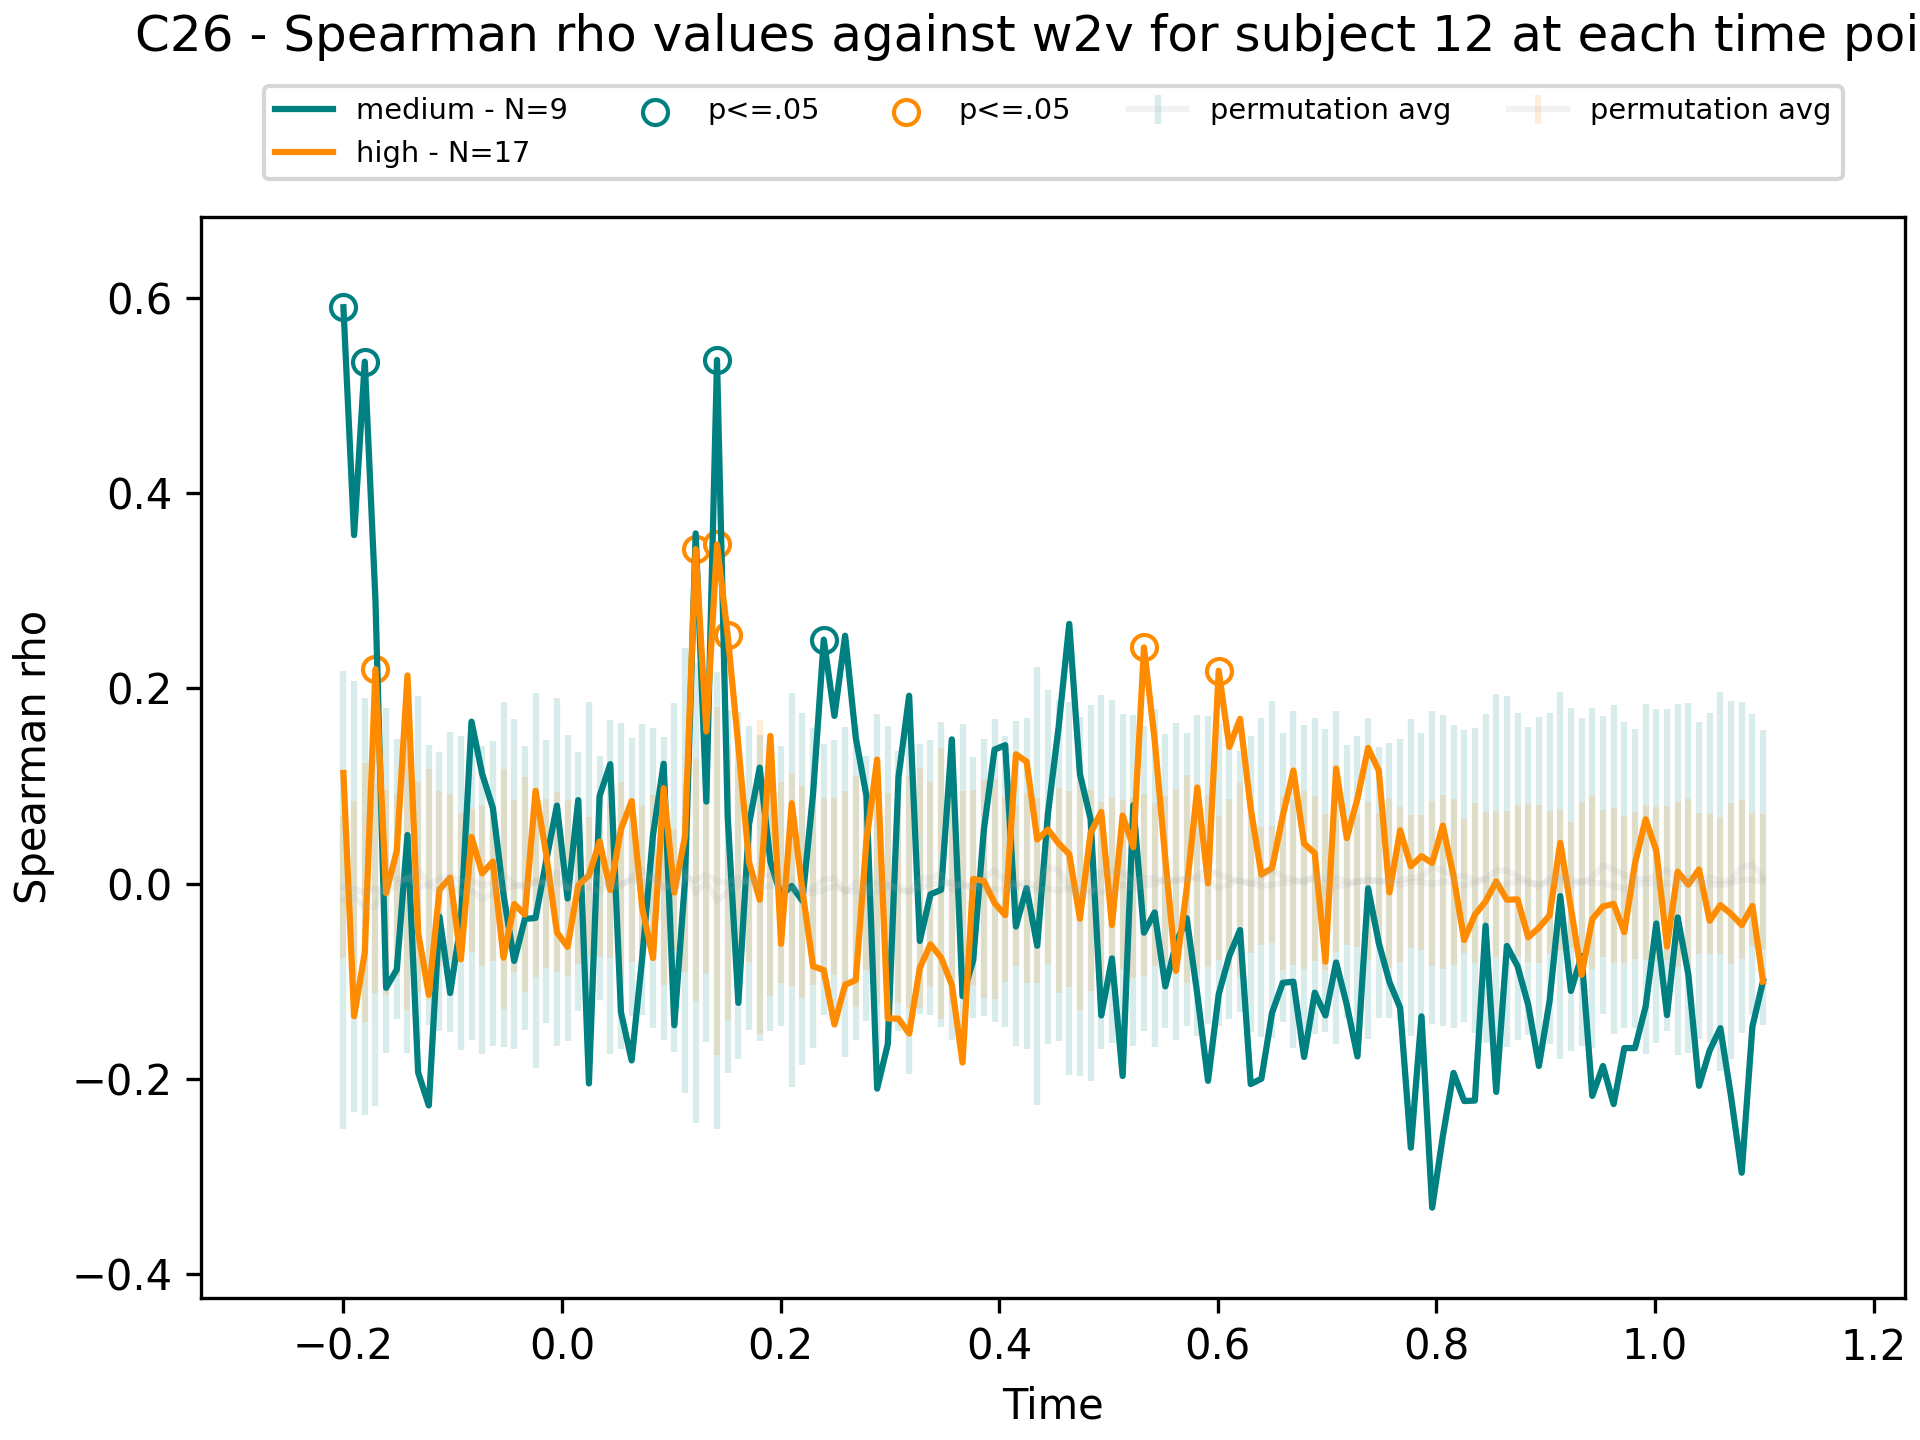 C26 - Spearman rho values against w2v for subject 12 at each time poi
medium - N=9
high - N=17
p<=.05
p<=.05
permutation avg
permutation avg
Spearman rho
0.6
0.4
0.2
0.0
−0.2
−0.4
−0.2
0.0
0.2
0.4
0.6
0.8
1.0
1.2
Time